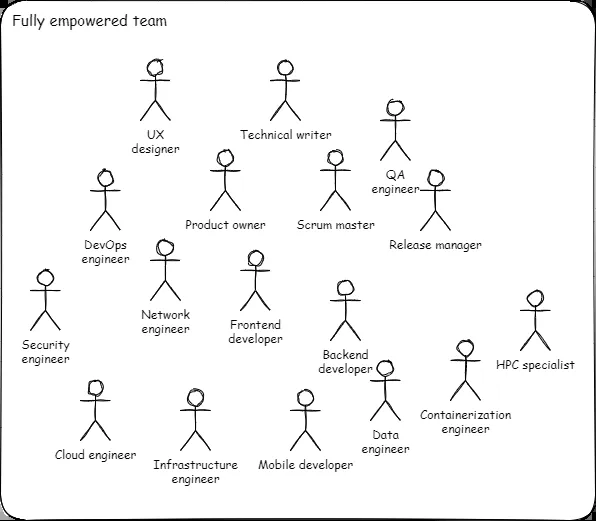 Fully empowered team
UX
designer
Technical writer
QA
engineer
Product owner
Scrum master
DevOps
engineer
Release manager
Network
engineer
Frontend
developer
Security
engineer
Backend
developer
HPC specialist
Containerization
engineer
Data
engineer
Cloud engineer
Infrastructure
engineer
Mobile developer